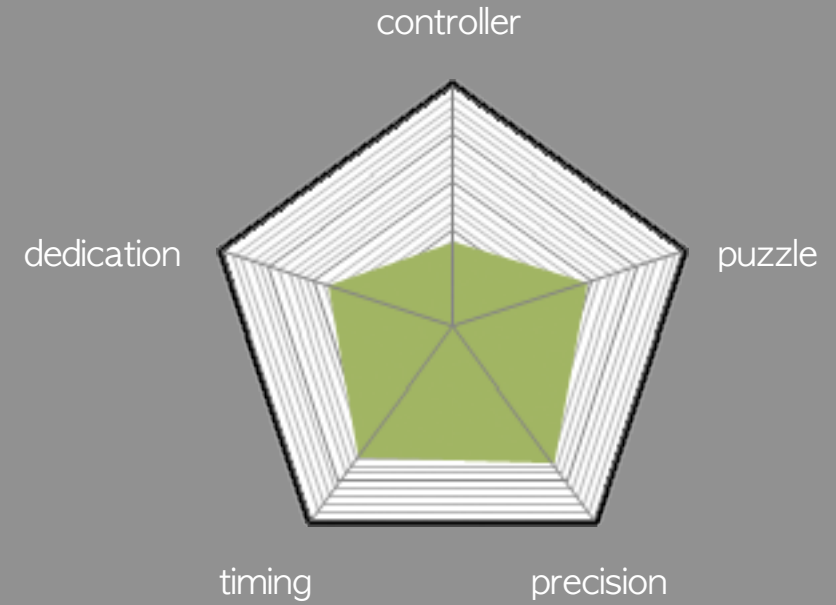 controller
dedication
puzzle
timing
precision